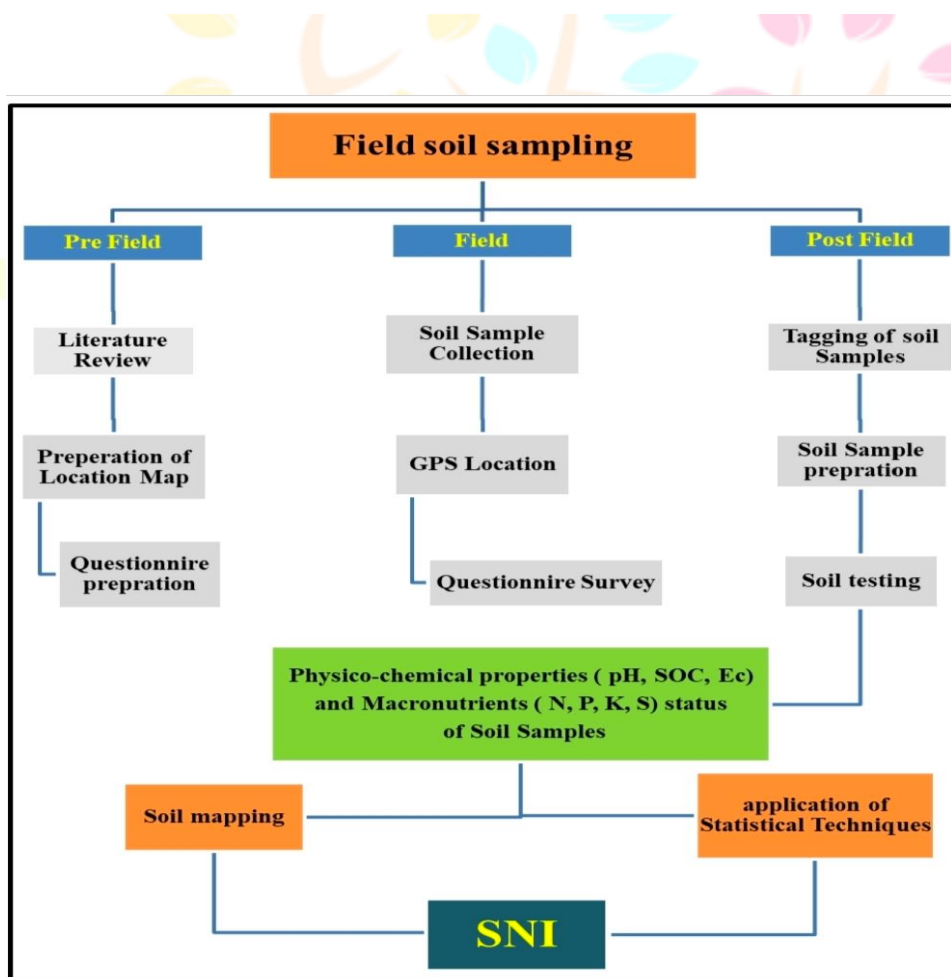 Field soil sampling
Pre Field
Field
Post Field
Literature
Review
Soil Sample
Collection
Tagging of soil
Samples
Preperation of
Location Map
GPS Location
Soil Sample
prepration
Questionnire
prepration
Questionnire Survey
Soil testing
Physico-chemical properties ( pH, SOC, Ec)
and Macronutrients ( N, P, K, S) status
of Soil Samples
Soil mapping
application of
Statistical Techniques
SNI